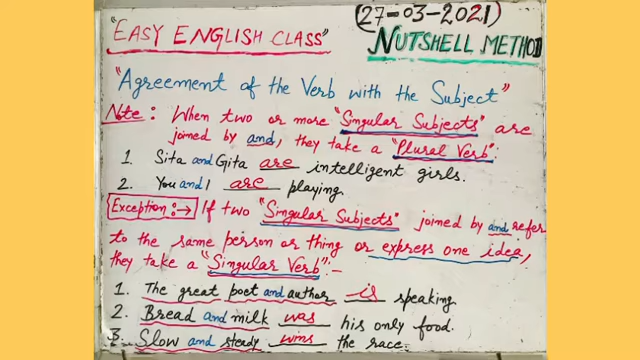 (27-03-2021)
"EASY ENGLISH CLASS"
NUTSHELL METHOD
"Agreement of the Verb with the Subject"
Note: When two or more "Singular Subjects" are
joined by and, they take a "Plural Verb".
1. Sita and Gita are intelligent girls.
2. You and I are playing.
Exception:→ If two "Singular Subjects" joined by and refer
to the same person or thing or express one idea,
they take a "Singular Verb".-
1. The great poet and author is speaking.
2. Bread and milk was his only food.
3. Slow and steady wins the race.